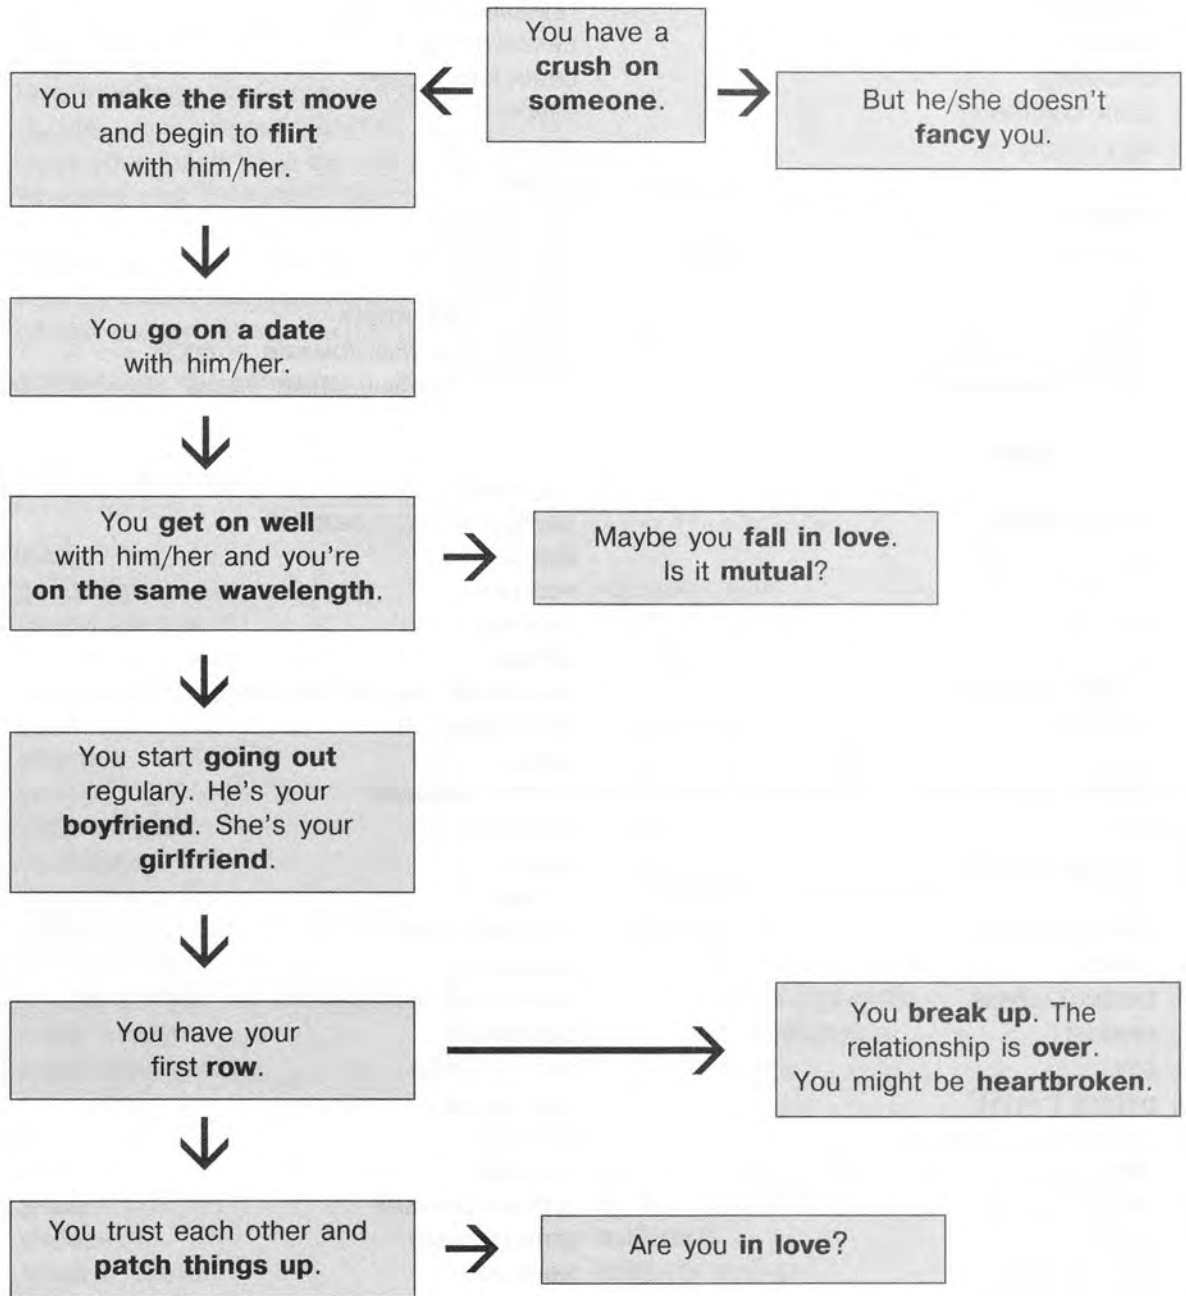 You have a
crush on
someone.
You make the first move
and begin to flirt
with him/her.
But he/she doesn't
fancy you.
You go on a date
with him/her.
You get on well
with him/her and you're
on the same wavelength.
Maybe you fall in love.
Is it mutual?
You start going out
regulary. He's your
boyfriend. She's your
girlfriend.
You have your
first row.
You break up. The
relationship is over.
You might be heartbroken.
You trust each other and
patch things up.
Are you in love?